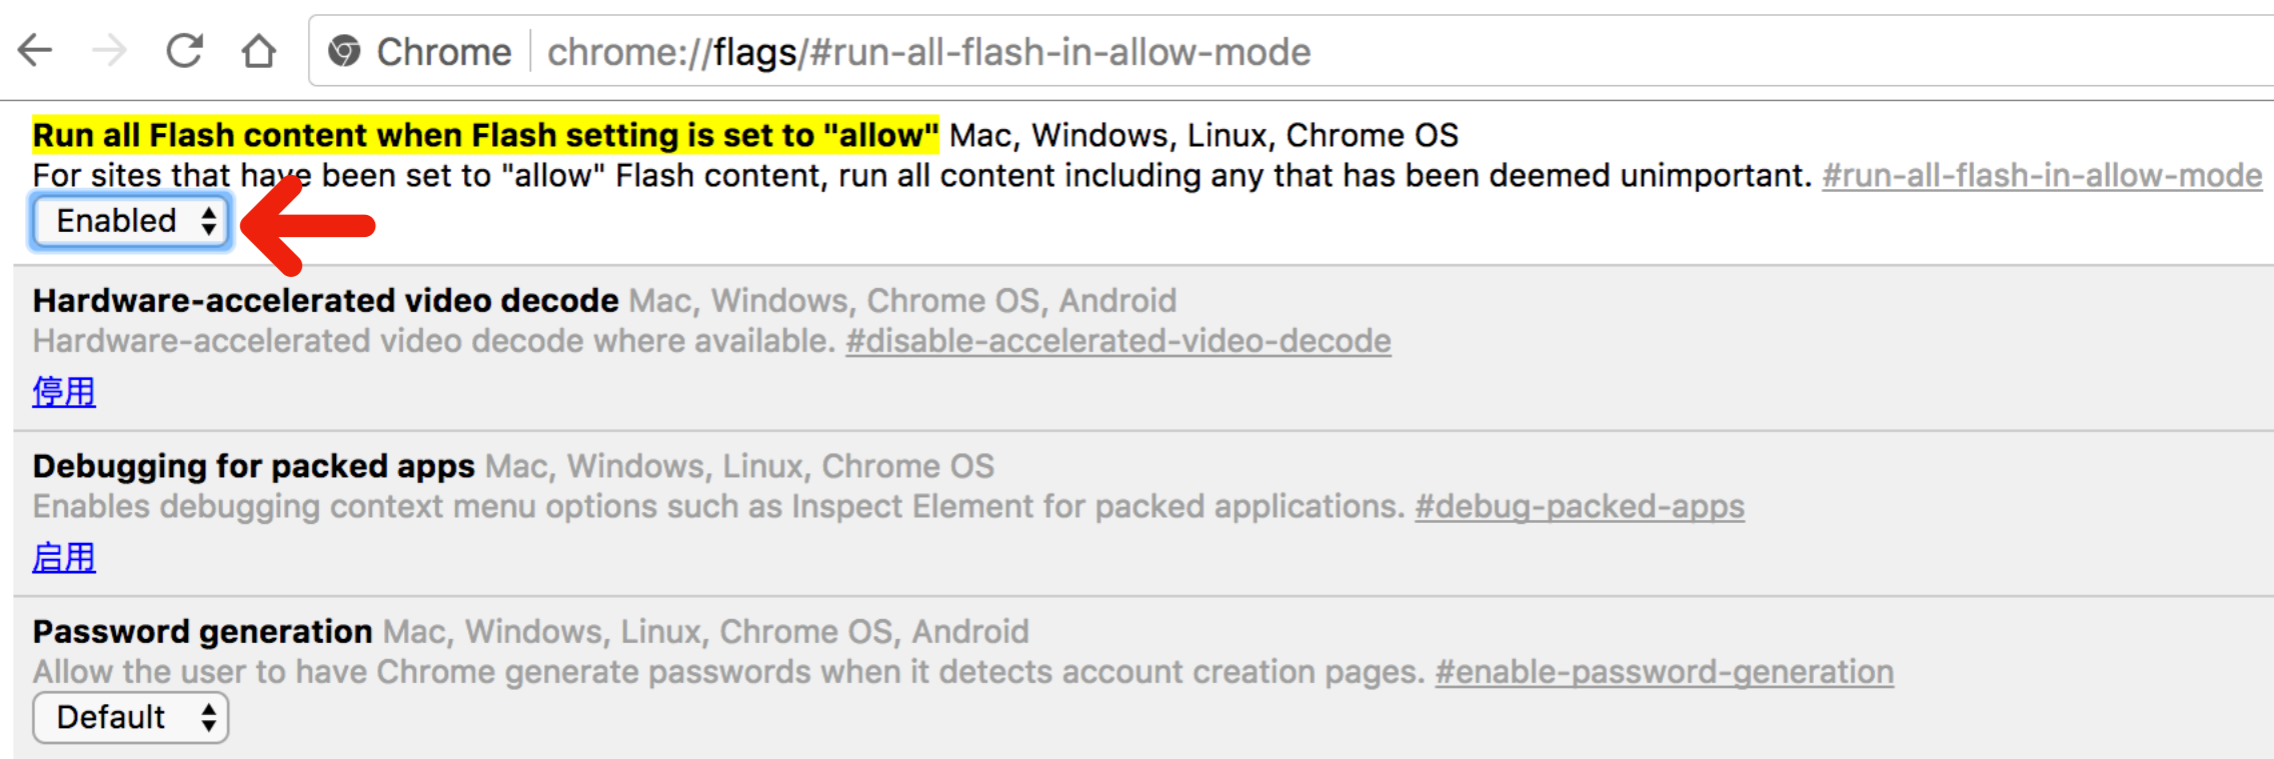 Chrome chrome://flags/#run-all-flash-in-allow-mode
Run all Flash content when Flash setting is set to "allow" Mac, Windows, Linux, Chrome OS
For sites that have been set to "allow" Flash content, run all content including any that has been deemed unimportant. #run-all-flash-in-allow-mode
Enabled
Hardware-accelerated video decode Mac, Windows, Chrome OS, Android
Hardware-accelerated video decode where available. #disable-accelerated-video-decode
停用
Debugging for packed apps Mac, Windows, Linux, Chrome OS
Enables debugging context menu options such as Inspect Element for packed applications. #debug-packed-apps
启用
Password generation Mac, Windows, Linux, Chrome OS, Android
Allow the user to have Chrome generate passwords when it detects account creation pages. #enable-password-generation
Default